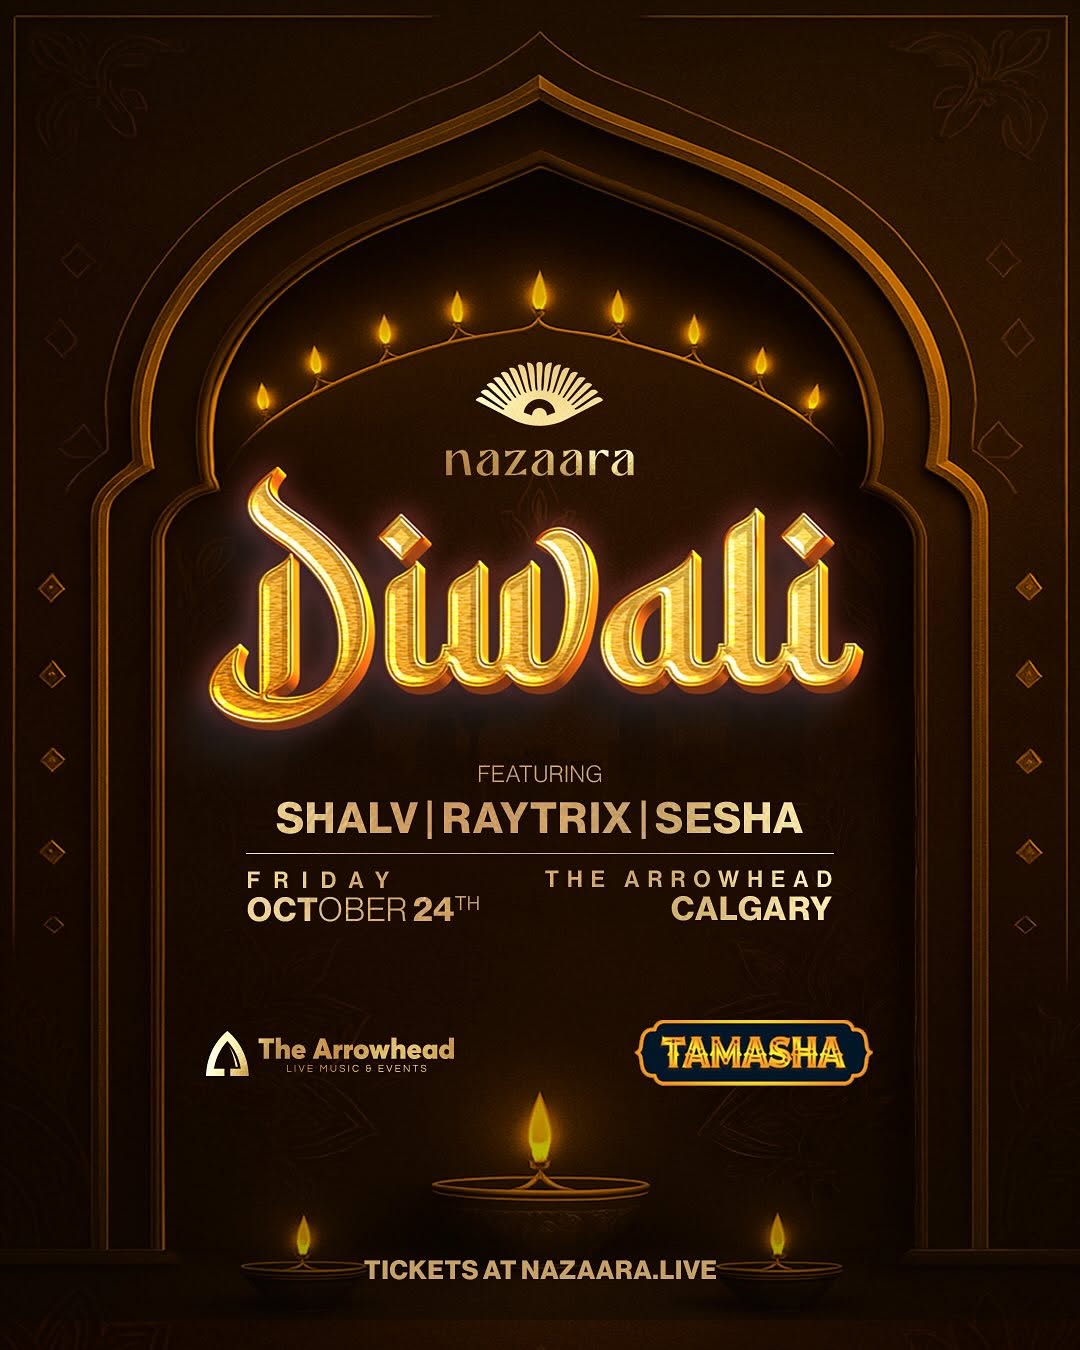 nazaara
Diwali
FEATURING
SHALV | RAYTRIX | SESHA
FRIDAY
OCTOBER 24TH
THE ARROWHEAD
CALGARY
The Arrowhead
LIVE MUSIC & EVENTS
TAMASHA
TICKETS AT NAZAARA.LIVE